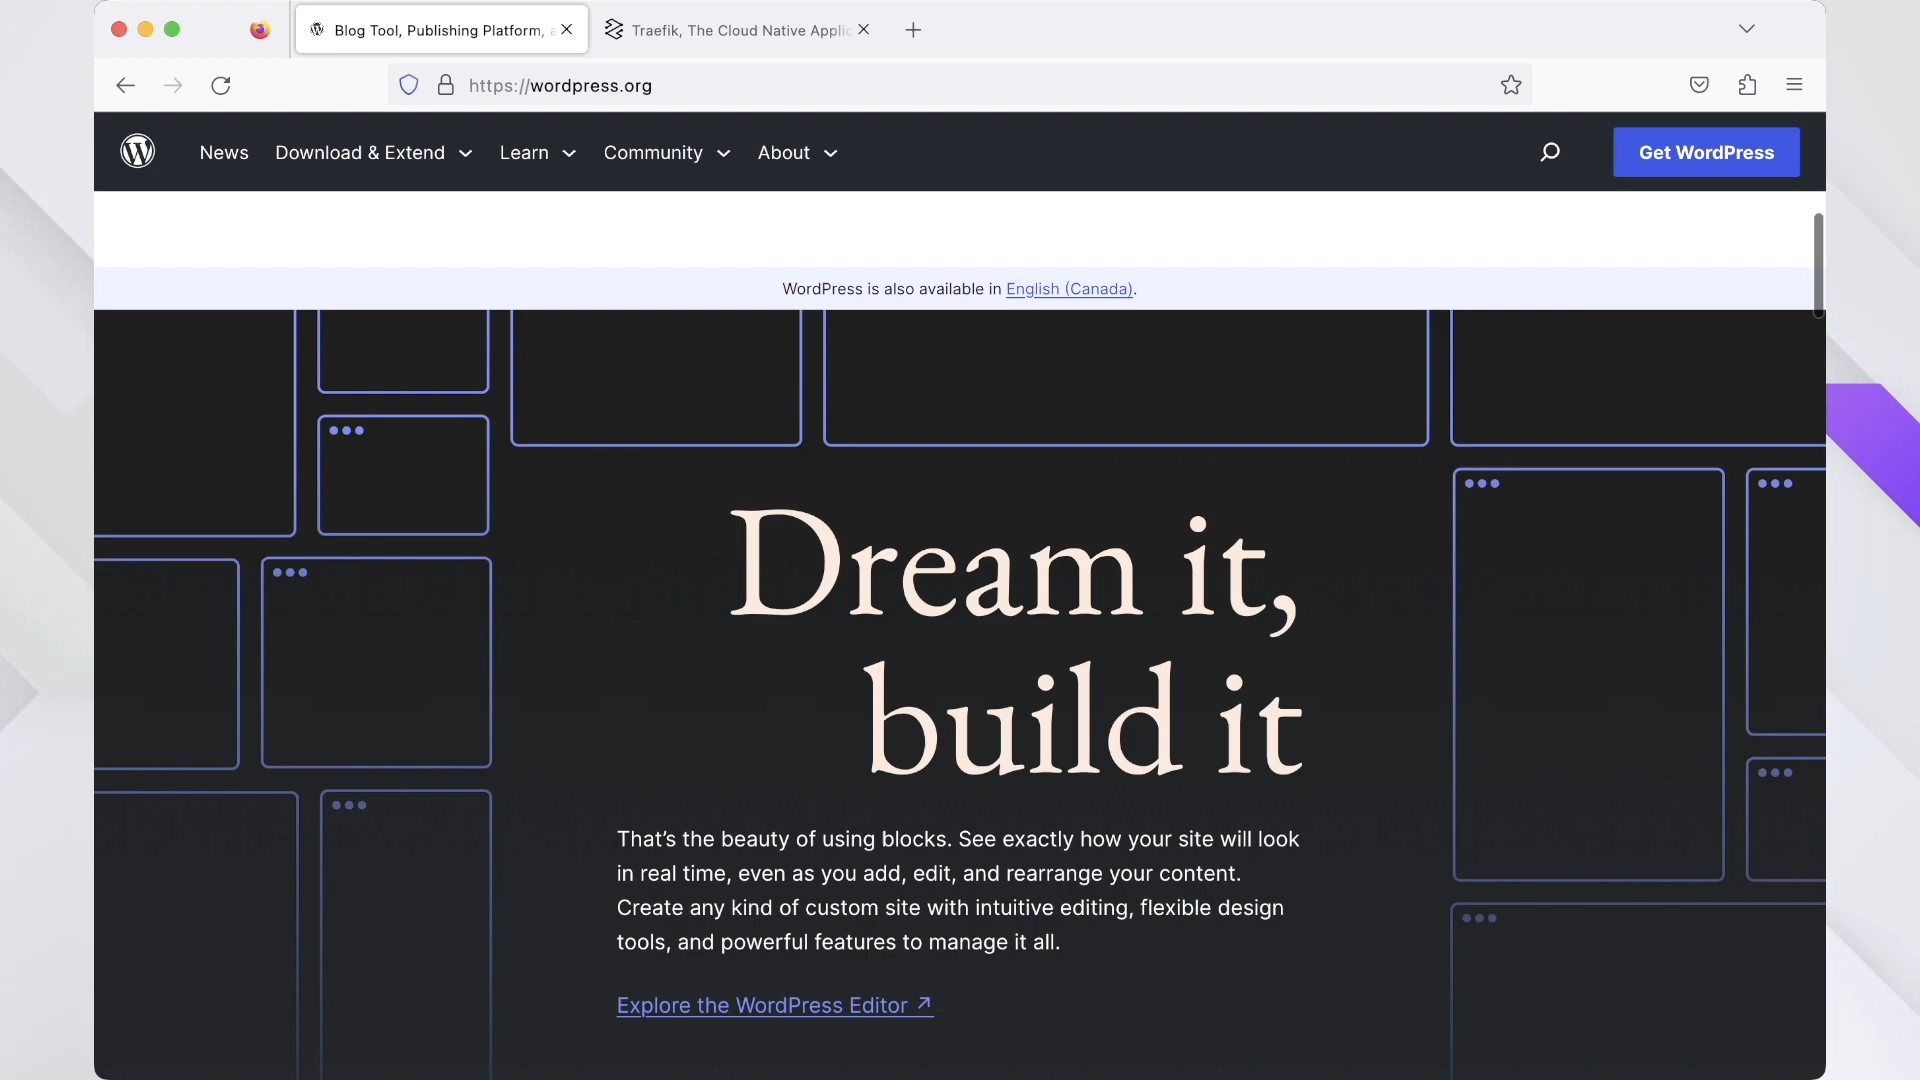 Blog Tool, Publishing Platform, a
Traefik, The Cloud Native Applic
https://wordpress.org
News
Download & Extend
Learn
Community
About
Get WordPress
WordPress is also available in English (Canada).
Dream it,
build it
That’s the beauty of using blocks. See exactly how your site will look
in real time, even as you add, edit, and rearrange your content.
Create any kind of custom site with intuitive editing, flexible design
tools, and powerful features to manage it all.
Explore the WordPress Editor ↗